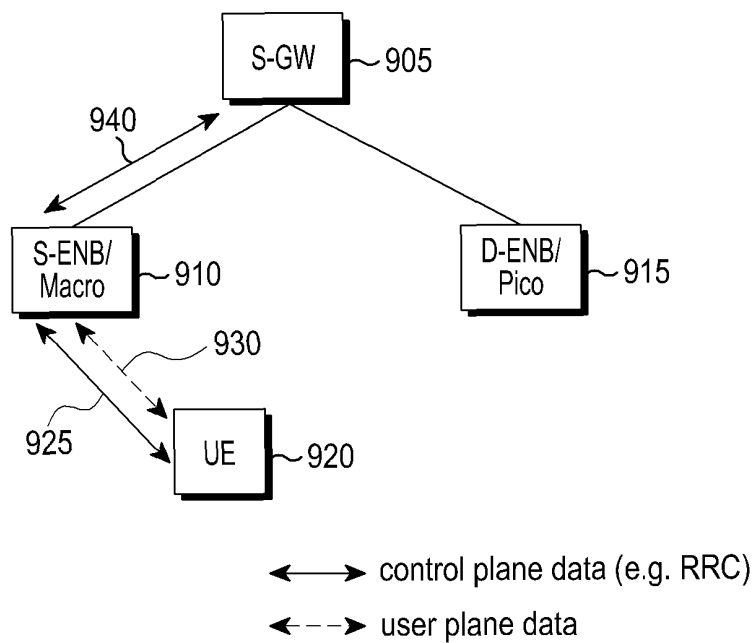 S-GW
905
940
S-ENB/
Macro
910
D-ENB/
Pico
915
930
925
UE
920
control plane data (e.g. RRC)
user plane data